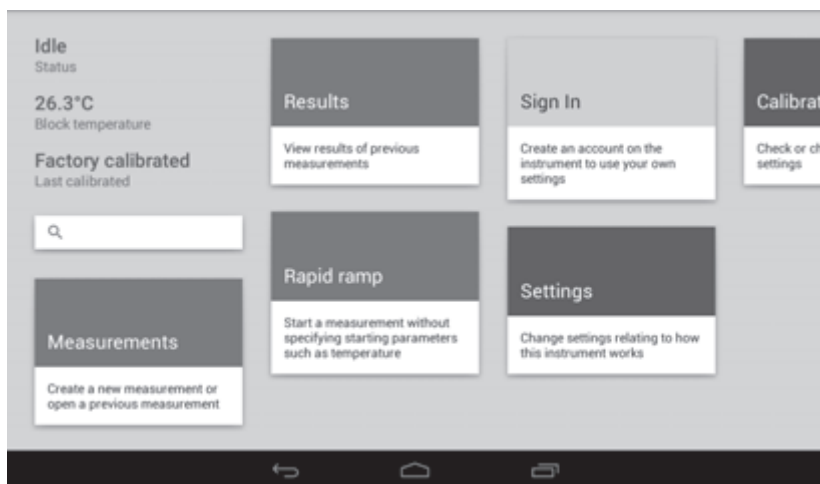 Idle
Status
26.3°C
Block temperature
Factory calibrated
Last calibrated
Measurements
Create a new measurement or
open a previous measurement
Results
View results of previous
measurements
Rapid ramp
Start a measurement without
specifying starting parameters
such as temperature
Sign In
Create an account on the
instrument to use your own
settings
Settings
Change settings relating to how
this instrument works
Calibrat
Check or ch
settings